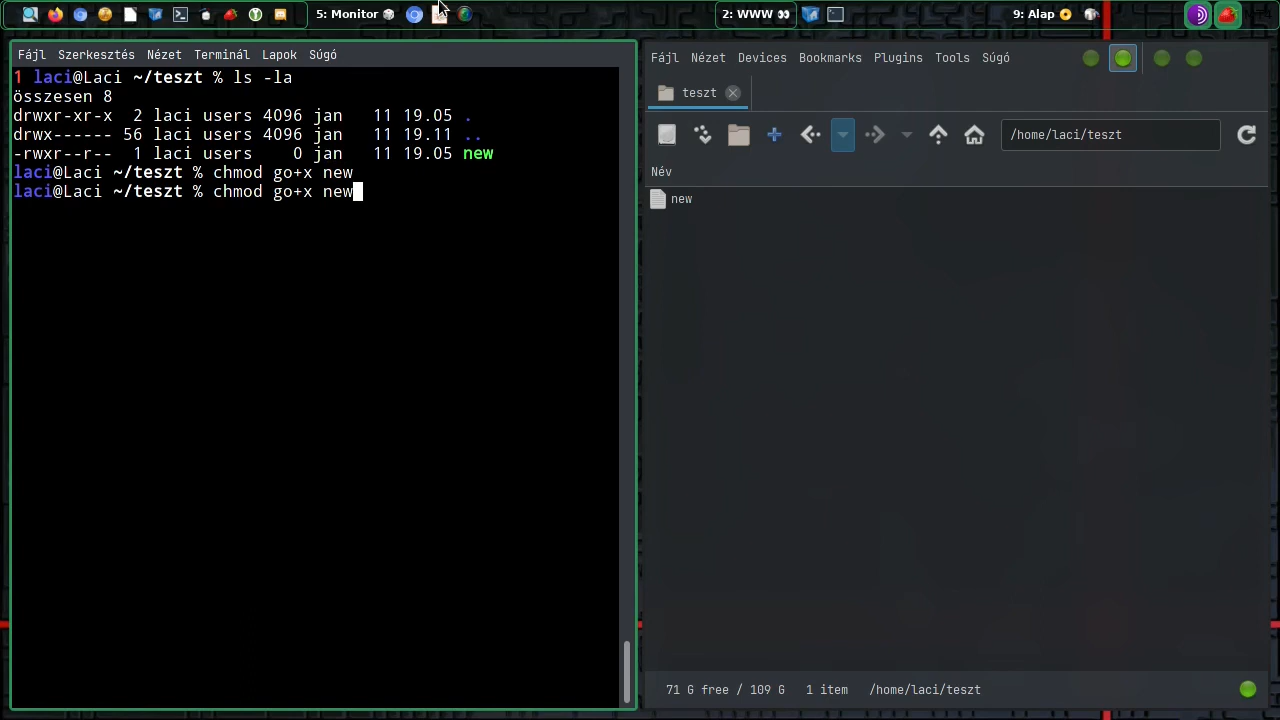 5: Monitor
2: WWW
9: Alap
Fájl Szerkesztés Nézet Terminál Lapok Súgó
1 laci@Laci ~/teszt % ls -la
összesen 8
drwxr-xr-x  2 laci users 4096 jan   11 19.05 .
drwx------ 56 laci users 4096 jan   11 19.11 ..
-rwxr--r--  1 laci users    0 jan   11 19.05 new
laci@Laci ~/teszt % chmod go+x new
laci@Laci ~/teszt % chmod go+x new
Fájl Nézet Devices Bookmarks Plugins Tools Súgó
teszt
/home/laci/teszt
Név
new
71 G free / 109 G 1 item /home/laci/teszt